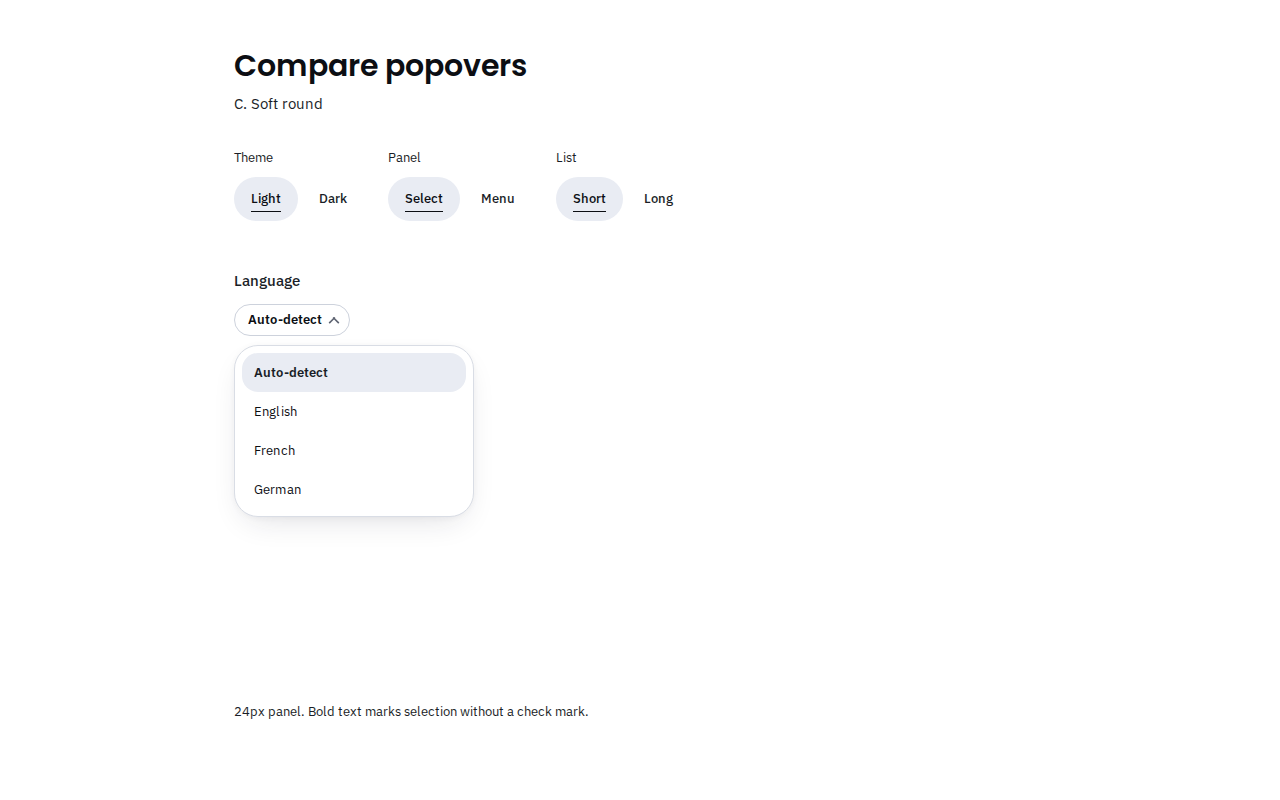 Compare popovers
C. Soft round
Theme Panel List
Light Dark Select Menu Short Long
Language
Auto-detect
Auto-detect
English
French
German
24px panel. Bold text marks selection without a check mark.